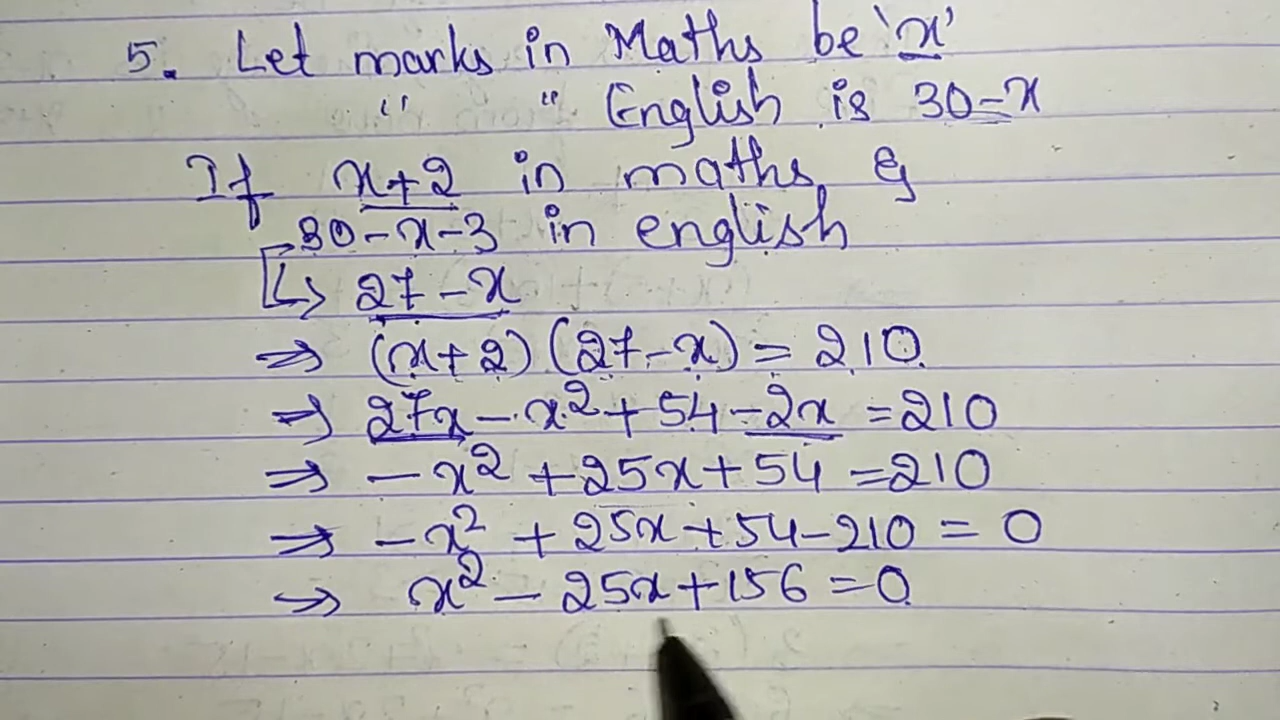 5. Let marks in Maths be 'x'
" " English is 30-x
If x+2 in maths &
30-x-3 in english
↳ 27-x
⇒ (x+2)(27-x) = 210
⇒ 27x - x² + 54 - 2x = 210
⇒ -x² + 25x + 54 = 210
⇒ -x² + 25x + 54 - 210 = 0
⇒ x² - 25x + 156 = 0